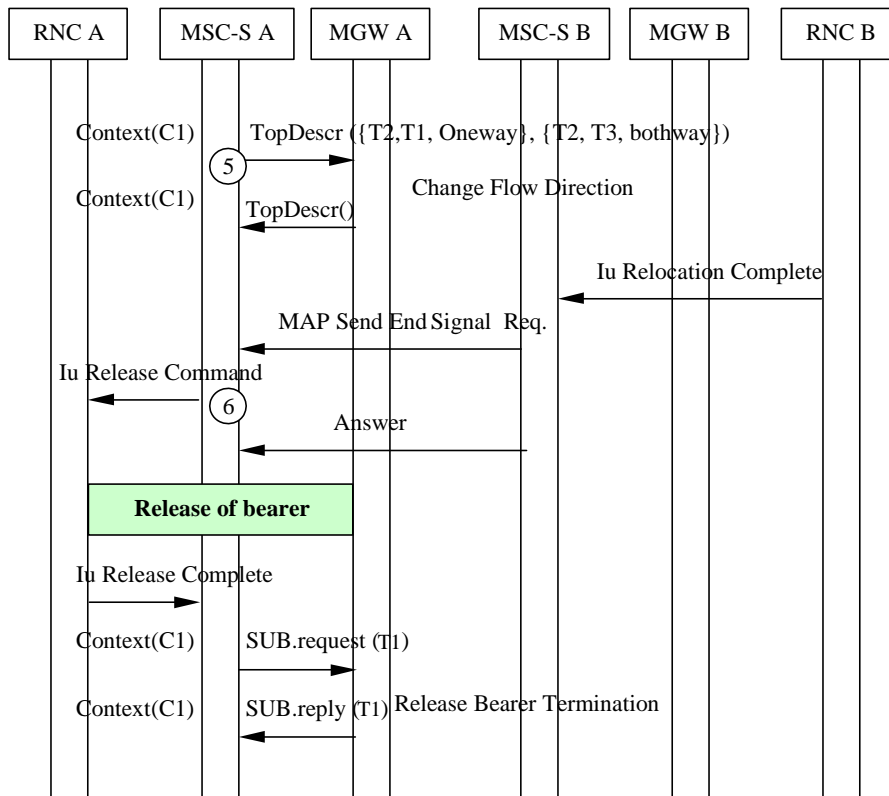 RNC A
MSC-S A
MGW A
MSC-S B
MGW B
RNC B
Context(C1)
TopDescr ({T2,T1, Oneway}, {T2, T3, bothway})
5
Change Flow Direction
Context(C1)
TopDescr()
Iu Relocation Complete
MAP Send End Signal Req.
Iu Release Command
6
Answer
Release of bearer
Iu Release Complete
Context(C1)
SUB.request (T1)
Context(C1)
SUB.reply (T1)
Release Bearer Termination